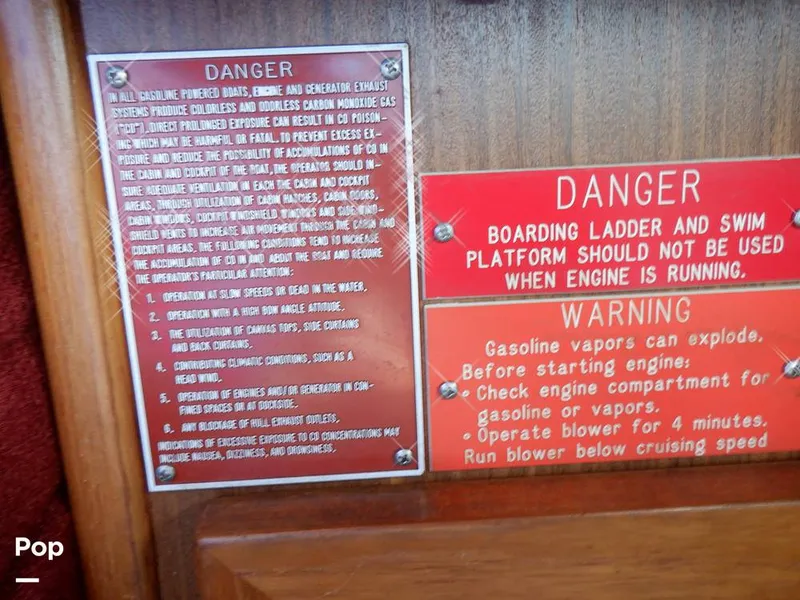 DANGER
IN ALL GASOLINE POWERED BOATS, ENGINE AND GENERATOR EXHAUST
SYSTEMS PRODUCE COLORLESS AND ODORLESS CARBON MONOXIDE GAS
("CO"). DIRECT PROLONGED EXPOSURE CAN RESULT IN CO POISON-
ING WHICH MAY BE HARMFUL OR FATAL. TO PREVENT EXCESS EX-
POSURE AND REDUCE THE POSSIBILITY OF ACCUMULATIONS OF CO IN
THE CABIN AND COCKPIT OF THE BOAT, THE OPERATOR SHOULD IN-
SURE ADEQUATE VENTILATION IN EACH THE CABIN AND COCKPIT
AREAS, THROUGH UTILIZATION OF CABIN HATCHES, CABIN DOORS,
CABIN WINDOWS, COCKPIT WINDSHIELD, WINDOWS AND SIDE WIND-
SHIELD VENTS TO INCREASE AIR MOVEMENT THROUGH THE CABIN AND
COCKPIT AREAS. THE FOLLOWING CONDITIONS TEND TO INCREASE
THE ACCUMULATION OF CO IN AND ABOUT THE BOAT AND REQUIRE
THE OPERATOR'S PARTICULAR ATTENTION:
1. OPERATION AT SLOW SPEEDS OR DEAD IN THE WATER.
2. OPERATION WITH A HIGH BOW ANGLE ATTITUDE.
3. THE UTILIZATION OF CANVAS TOPS, SIDE CURTAINS
AND BACK CURTAINS.
4. CONTRIBUTING CLIMATIC CONDITIONS, SUCH AS A
HEAD WIND.
5. OPERATION OF ENGINES AND/OR GENERATOR IN CON-
FINED SPACES OR AT DOCKSIDE.
6. ANY BLOCKAGE OF HULL EXHAUST OUTLETS.
INDICATIONS OF EXCESSIVE EXPOSURE TO CO CONCENTRATIONS MAY
INCLUDE NAUSEA, DIZZINESS, AND DROWSINESS.
DANGER
BOARDING LADDER AND SWIM
PLATFORM SHOULD NOT BE USED
WHEN ENGINE IS RUNNING.
WARNING
Gasoline vapors can explode.
Before starting engine:
• Check engine compartment for
gasoline or vapors.
• Operate blower for 4 minutes.
Run blower below cruising speed
Pop